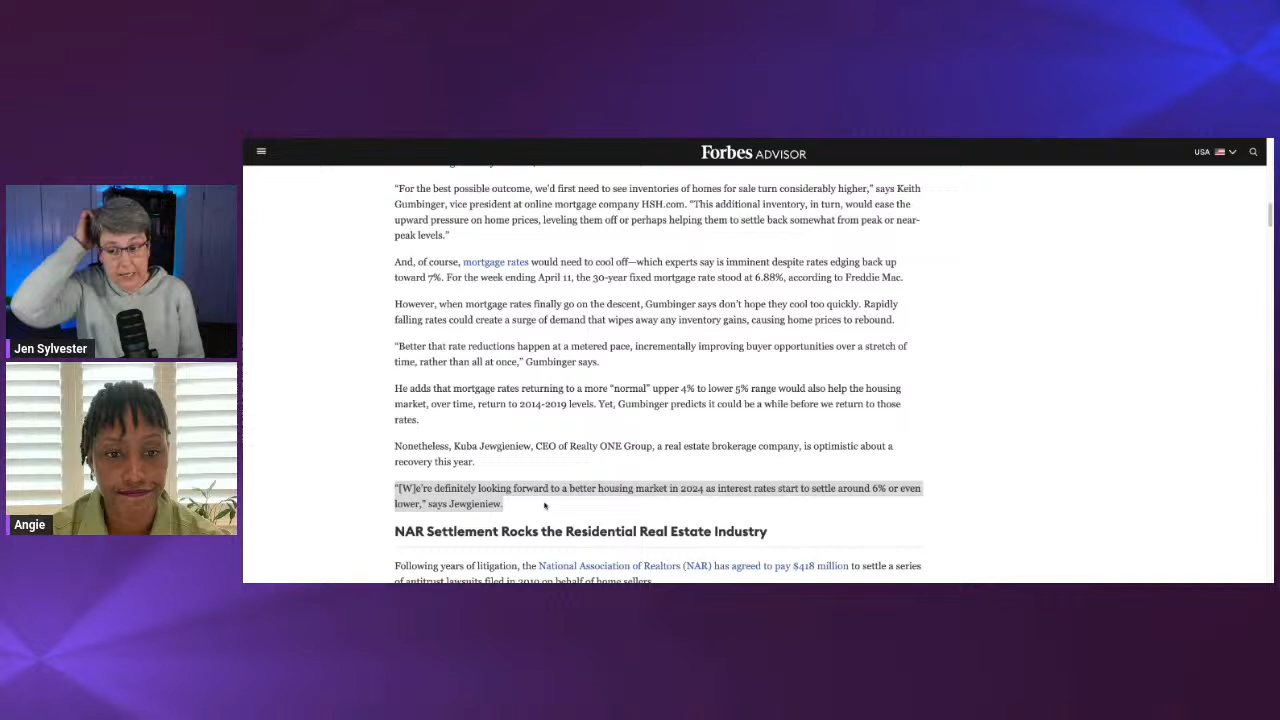 Forbes ADVISOR
USA
“For the best possible outcome, we’d first need to see inventories of homes for sale turn considerably higher,” says Keith
Gumbinger, vice president at online mortgage company HSH.com. “This additional inventory, in turn, would ease the
upward pressure on home prices, leveling them off or perhaps helping them to settle back somewhat from peak or near-
peak levels.”
And, of course, mortgage rates would need to cool off—which experts say is imminent despite rates edging back up
toward 7%. For the week ending April 11, the 30-year fixed mortgage rate stood at 6.88%, according to Freddie Mac.
However, when mortgage rates finally go on the descent, Gumbinger says don’t hope they cool too quickly. Rapidly
falling rates could create a surge of demand that wipes away any inventory gains, causing home prices to rebound.
“Better that rate reductions happen at a metered pace, incrementally improving buyer opportunities over a stretch of
time, rather than all at once,” Gumbinger says.
He adds that mortgage rates returning to a more “normal” upper 4% to lower 5% range would also help the housing
market, over time, return to 2014-2019 levels. Yet, Gumbinger predicts it could be a while before we return to those
rates.
Nonetheless, Kuba Jewgieniew, CEO of Realty ONE Group, a real estate brokerage company, is optimistic about a
recovery this year.
“[W]e’re definitely looking forward to a better housing market in 2024 as interest rates start to settle around 6% or even
lower,” says Jewgieniew.
NAR Settlement Rocks the Residential Real Estate Industry
Following years of litigation, the National Association of Realtors (NAR) has agreed to pay $418 million to settle a series
of antitrust lawsuits filed in 2019 on behalf of home sellers.
Jen Sylvester
Angie